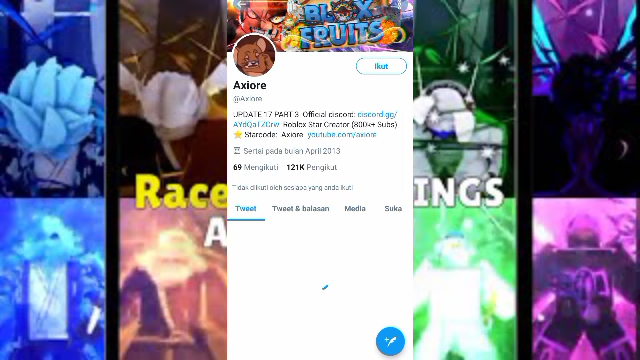 BLOX
FRUITS
Ikut
Axiore
@Axiore
UPDATE 17 PART 3 Official discord: discord.gg/
AYdQa1ZCrw Roblox Star Creator (800k+ Subs)
Starcode: Axiore youtube.com/axiore
Sertai pada bulan April 2013
69 Mengikuti 121K Pengikut
Tidak diikuti oleh sesiapa yang anda ikuti
Tweet Tweet & balasan Media Suka
Race
INGS
A